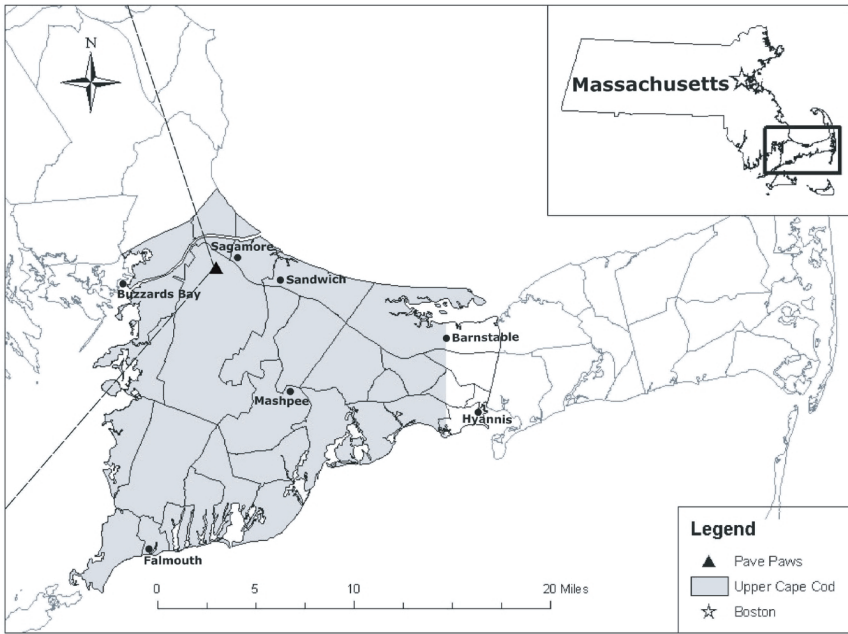 N
Massachusetts
Sagamore
Sandwich
Buzzards Bay
Barnstable
Mashpee
Hyannis
Falmouth
0 5 10 20 Miles
Legend
Pave Paws
Upper Cape Cod
Boston